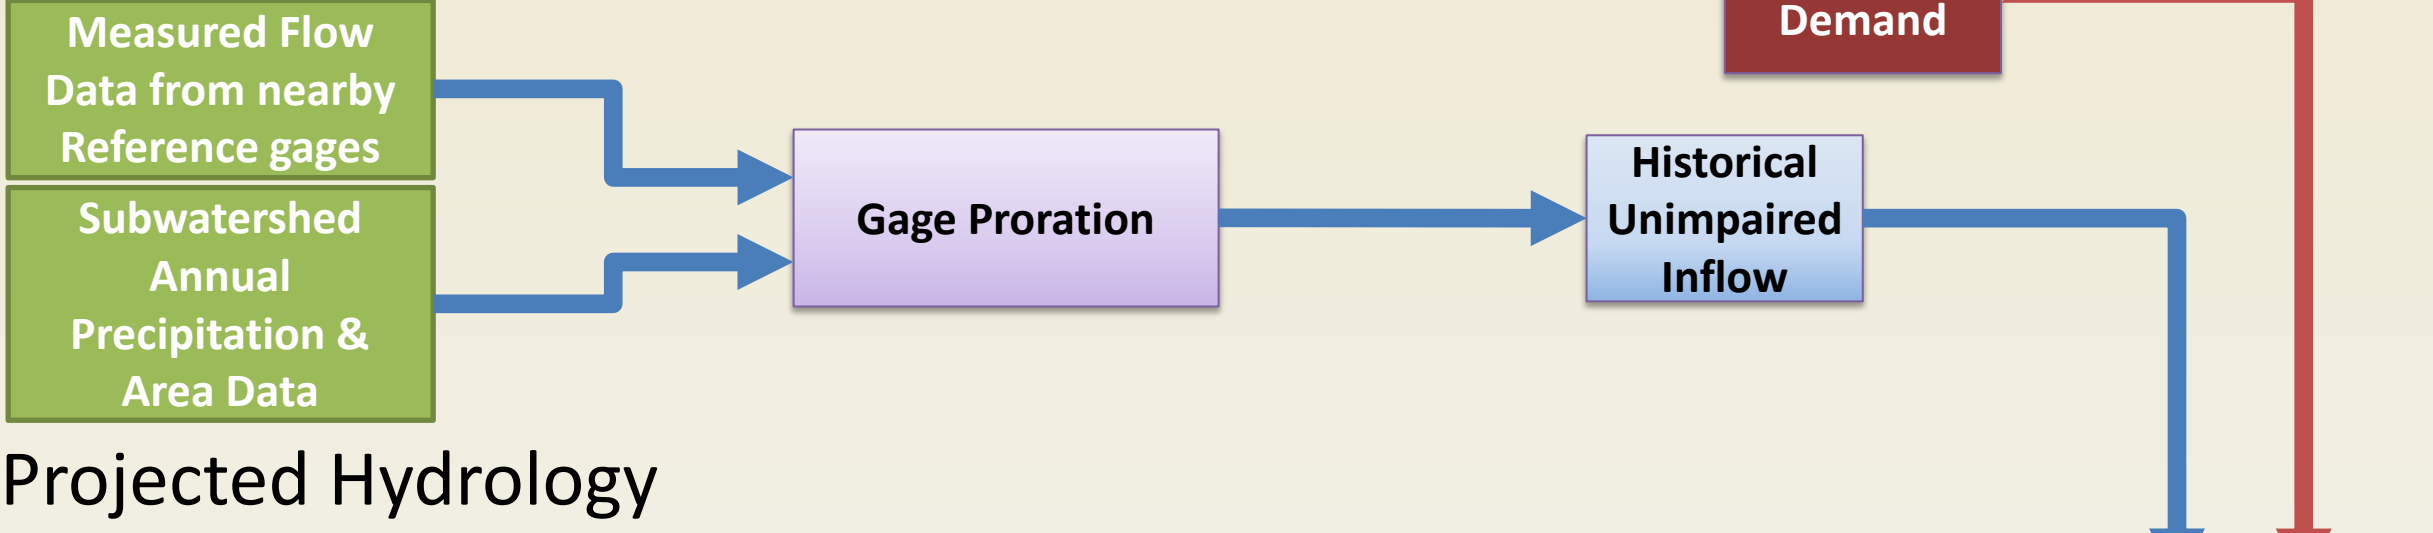 Measured Flow
Data from nearby
Reference gages
Demand
Subwatershed
Annual
Precipitation &
Area Data
Gage Proration
Historical
Unimpaired
Inflow
Projected Hydrology